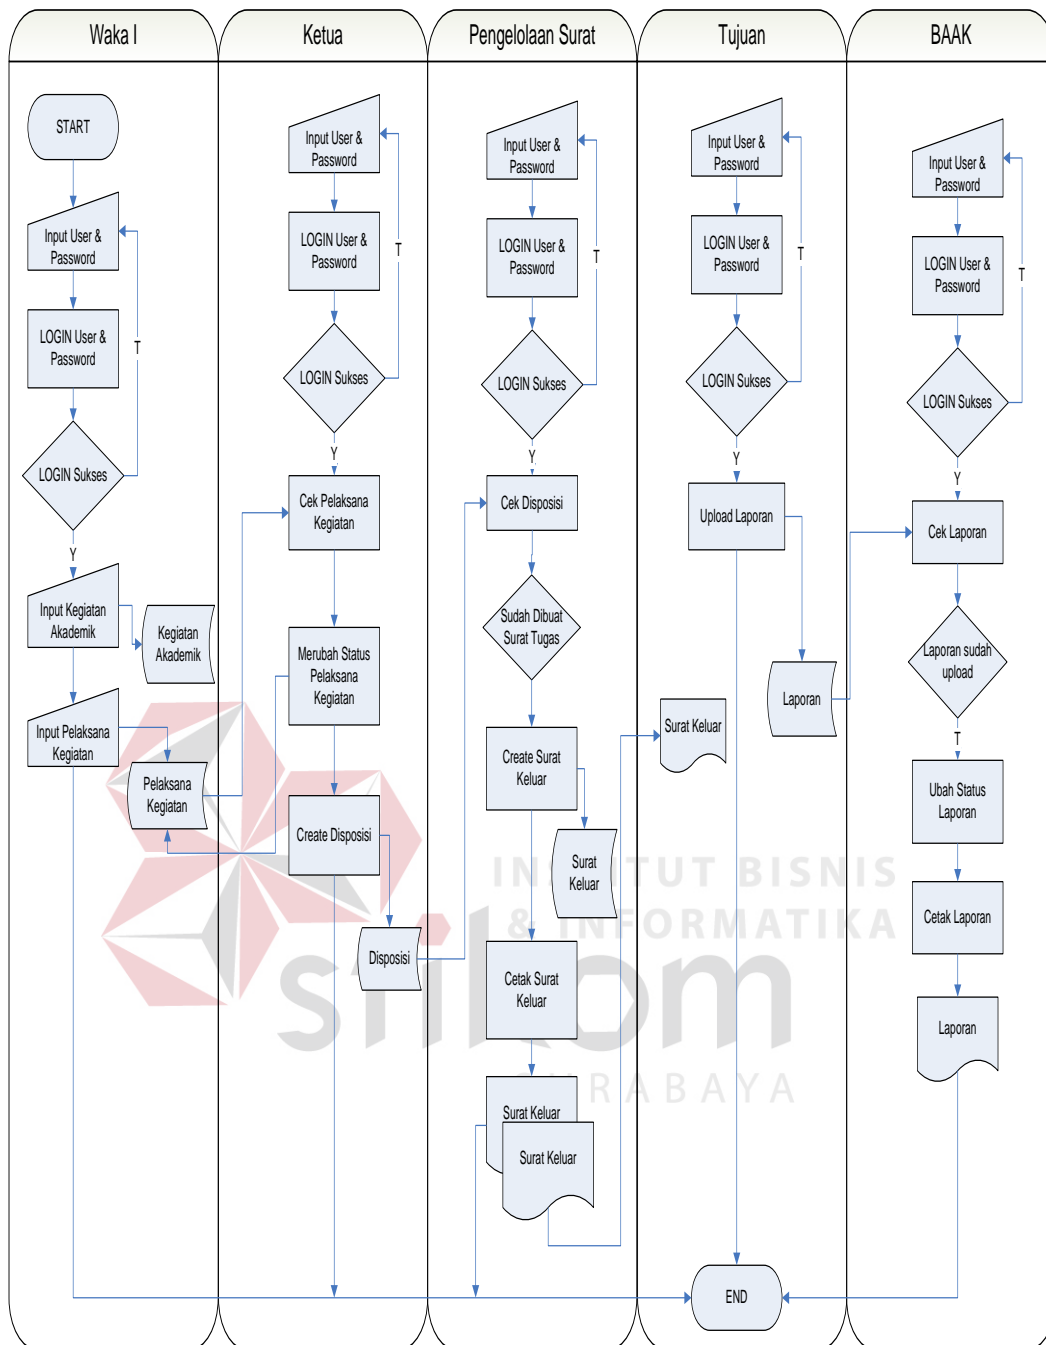 Waka I
Ketua
Pengelolaan Surat
Tujuan
BAAK
START
Input User &
Password
LOGIN User &
Password
T
LOGIN Sukses
Y
Input Kegiatan
Akademik
Kegiatan
Akademik
Input Pelaksana
Kegiatan
Pelaksana
Kegiatan
Input User &
Password
LOGIN User &
Password
T
LOGIN Sukses
Y
Cek Pelaksana
Kegiatan
Merubah Status
Pelaksana
Kegiatan
Create Disposisi
Disposisi
Input User &
Password
LOGIN User &
Password
T
LOGIN Sukses
Y
Cek Disposisi
Sudah Dibuat
Surat Tugas
Create Surat
Keluar
Surat
Keluar
Cetak Surat
Keluar
Surat Keluar
Surat Keluar
Input User &
Password
LOGIN User &
Password
T
LOGIN Sukses
Y
Upload Laporan
Laporan
Surat Keluar
END
Input User &
Password
LOGIN User &
Password
T
LOGIN Sukses
Y
Cek Laporan
Laporan sudah
upload
T
Ubah Status
Laporan
Cetak Laporan
Laporan
INSTITUT BISNIS
& INFORMATIKA
stikom
SURABAYA